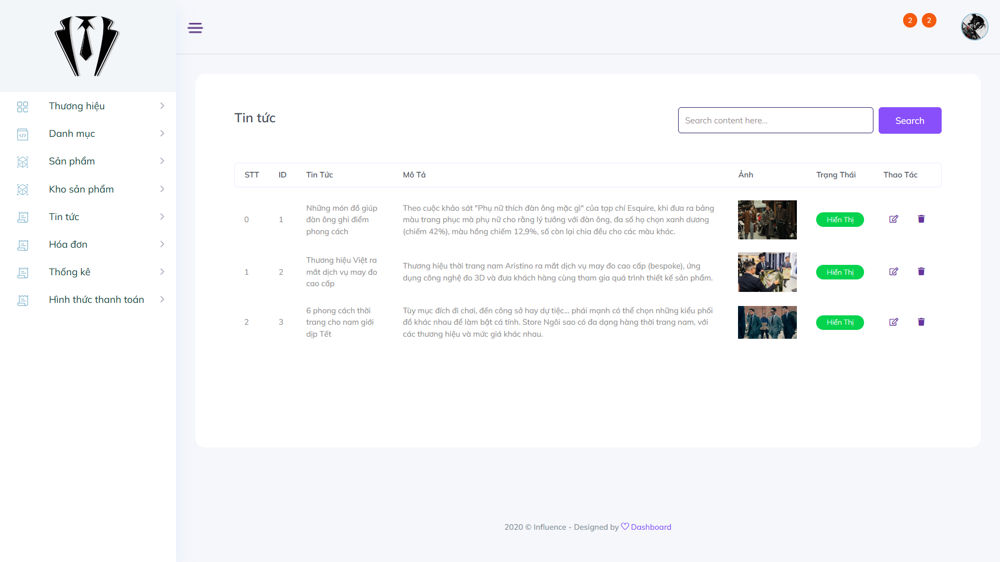 2 2
Thương hiệu
Danh mục
Sản phẩm
Kho sản phẩm
Tin tức
Hóa đơn
Thống kê
Hình thức thanh toán
Tin tức
Search content here...
Search
STT ID Tin Tức Mô Tả Ảnh Trạng Thái Thao Tác
0 1
Những món đồ giúp
đàn ông ghi điểm
phong cách
Theo cuộc khảo sát "Phụ nữ thích đàn ông mặc gì" của tạp chí Esquire, khi đưa ra bảng
màu trang phục mà phụ nữ cho rằng lý tưởng với đàn ông, đa số họ chọn xanh dương
(chiếm 42%), màu hồng chiếm 12,9%, số còn lại chia đều cho các màu khác.
Hiển Thị
1 2
Thương hiệu Việt ra
mắt dịch vụ may đo
cao cấp
Thương hiệu thời trang nam Aristino ra mắt dịch vụ may đo cao cấp (bespoke), ứng
dụng công nghệ đo 3D và đưa khách hàng cùng tham gia quá trình thiết kế sản phẩm.
Hiển Thị
2 3
6 phong cách thời
trang cho nam giới
dịp Tết
Tùy mục đích đi chơi, đến công sở hay dự tiệc... phái mạnh có thể chọn những kiểu phối
đồ khác nhau để làm bật cá tính. Store Ngôi sao có đa dạng hàng thời trang nam, với
các thương hiệu và mức giá khác nhau.
Hiển Thị
2020 © Influence - Designed by Dashboard